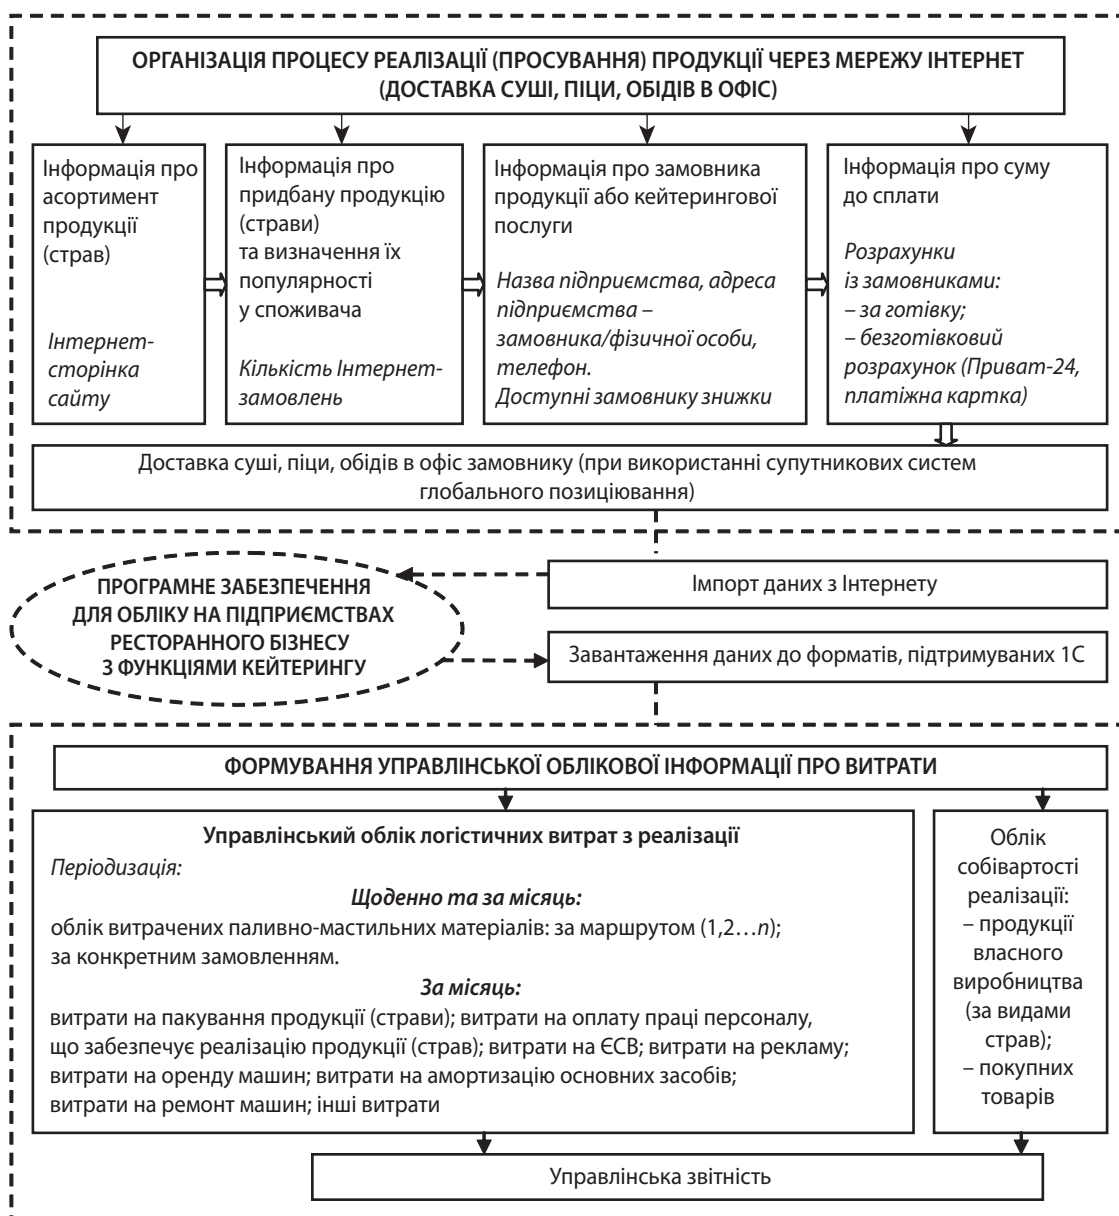 ОРГАНІЗАЦІЯ ПРОЦЕСУ РЕАЛІЗАЦІЇ (ПРОСУВАННЯ) ПРОДУКЦІЇ ЧЕРЕЗ МЕРЕЖУ ІНТЕРНЕТ
(ДОСТАВКА СУШІ, ПІЦИ, ОБІДІВ В ОФІС)
Інформація про
асортимент
продукції
(страв)
Інтернет-
сторінка
сайту
Інформація про
придбану продукцію
(страви)
та визначення їх
популярності
у споживача
Кількість Інтернет-
замовлень
Інформація про замовника
продукції або кейтерингової
послуги
Назва підприємства, адреса
підприємства –
замовника/фізичної особи,
телефон.
Доступні замовнику знижки
Інформація про суму
до сплати
Розрахунки
із замовниками:
– за готівку;
– безготівковий
розрахунок (Приват-24,
платіжна картка)
Доставка суші, піци, обідів в офіс замовнику (при використанні супутникових систем
глобального позиціювання)
ПРОГРАМНЕ ЗАБЕЗПЕЧЕННЯ
ДЛЯ ОБЛІКУ НА ПІДПРИЄМСТВАХ
РЕСТОРАННОГО БІЗНЕСУ
З ФУНКЦІЯМИ КЕЙТЕРИНГУ
Імпорт даних з Інтернету
Завантаження даних до форматів, підтримуваних 1С
ФОРМУВАННЯ УПРАВЛІНСЬКОЇ ОБЛІКОВОЇ ІНФОРМАЦІЇ ПРО ВИТРАТИ
Управлінський облік логістичних витрат з реалізації
Періодизація:
Щоденно та за місяць:
облік витрачених паливно-мастильних матеріалів: за маршрутом (1,2…n);
за конкретним замовленням.
За місяць:
витрати на пакування продукції (страви); витрати на оплату праці персоналу,
що забезпечує реалізацію продукції (страв); витрати на ЄСВ; витрати на рекламу;
витрати на оренду машин; витрати на амортизацію основних засобів;
витрати на ремонт машин; інші витрати
Облік
собівартості
реалізації:
– продукції
власного
виробництва
(за видами
страв);
– покупних
товарів
Управлінська звітність